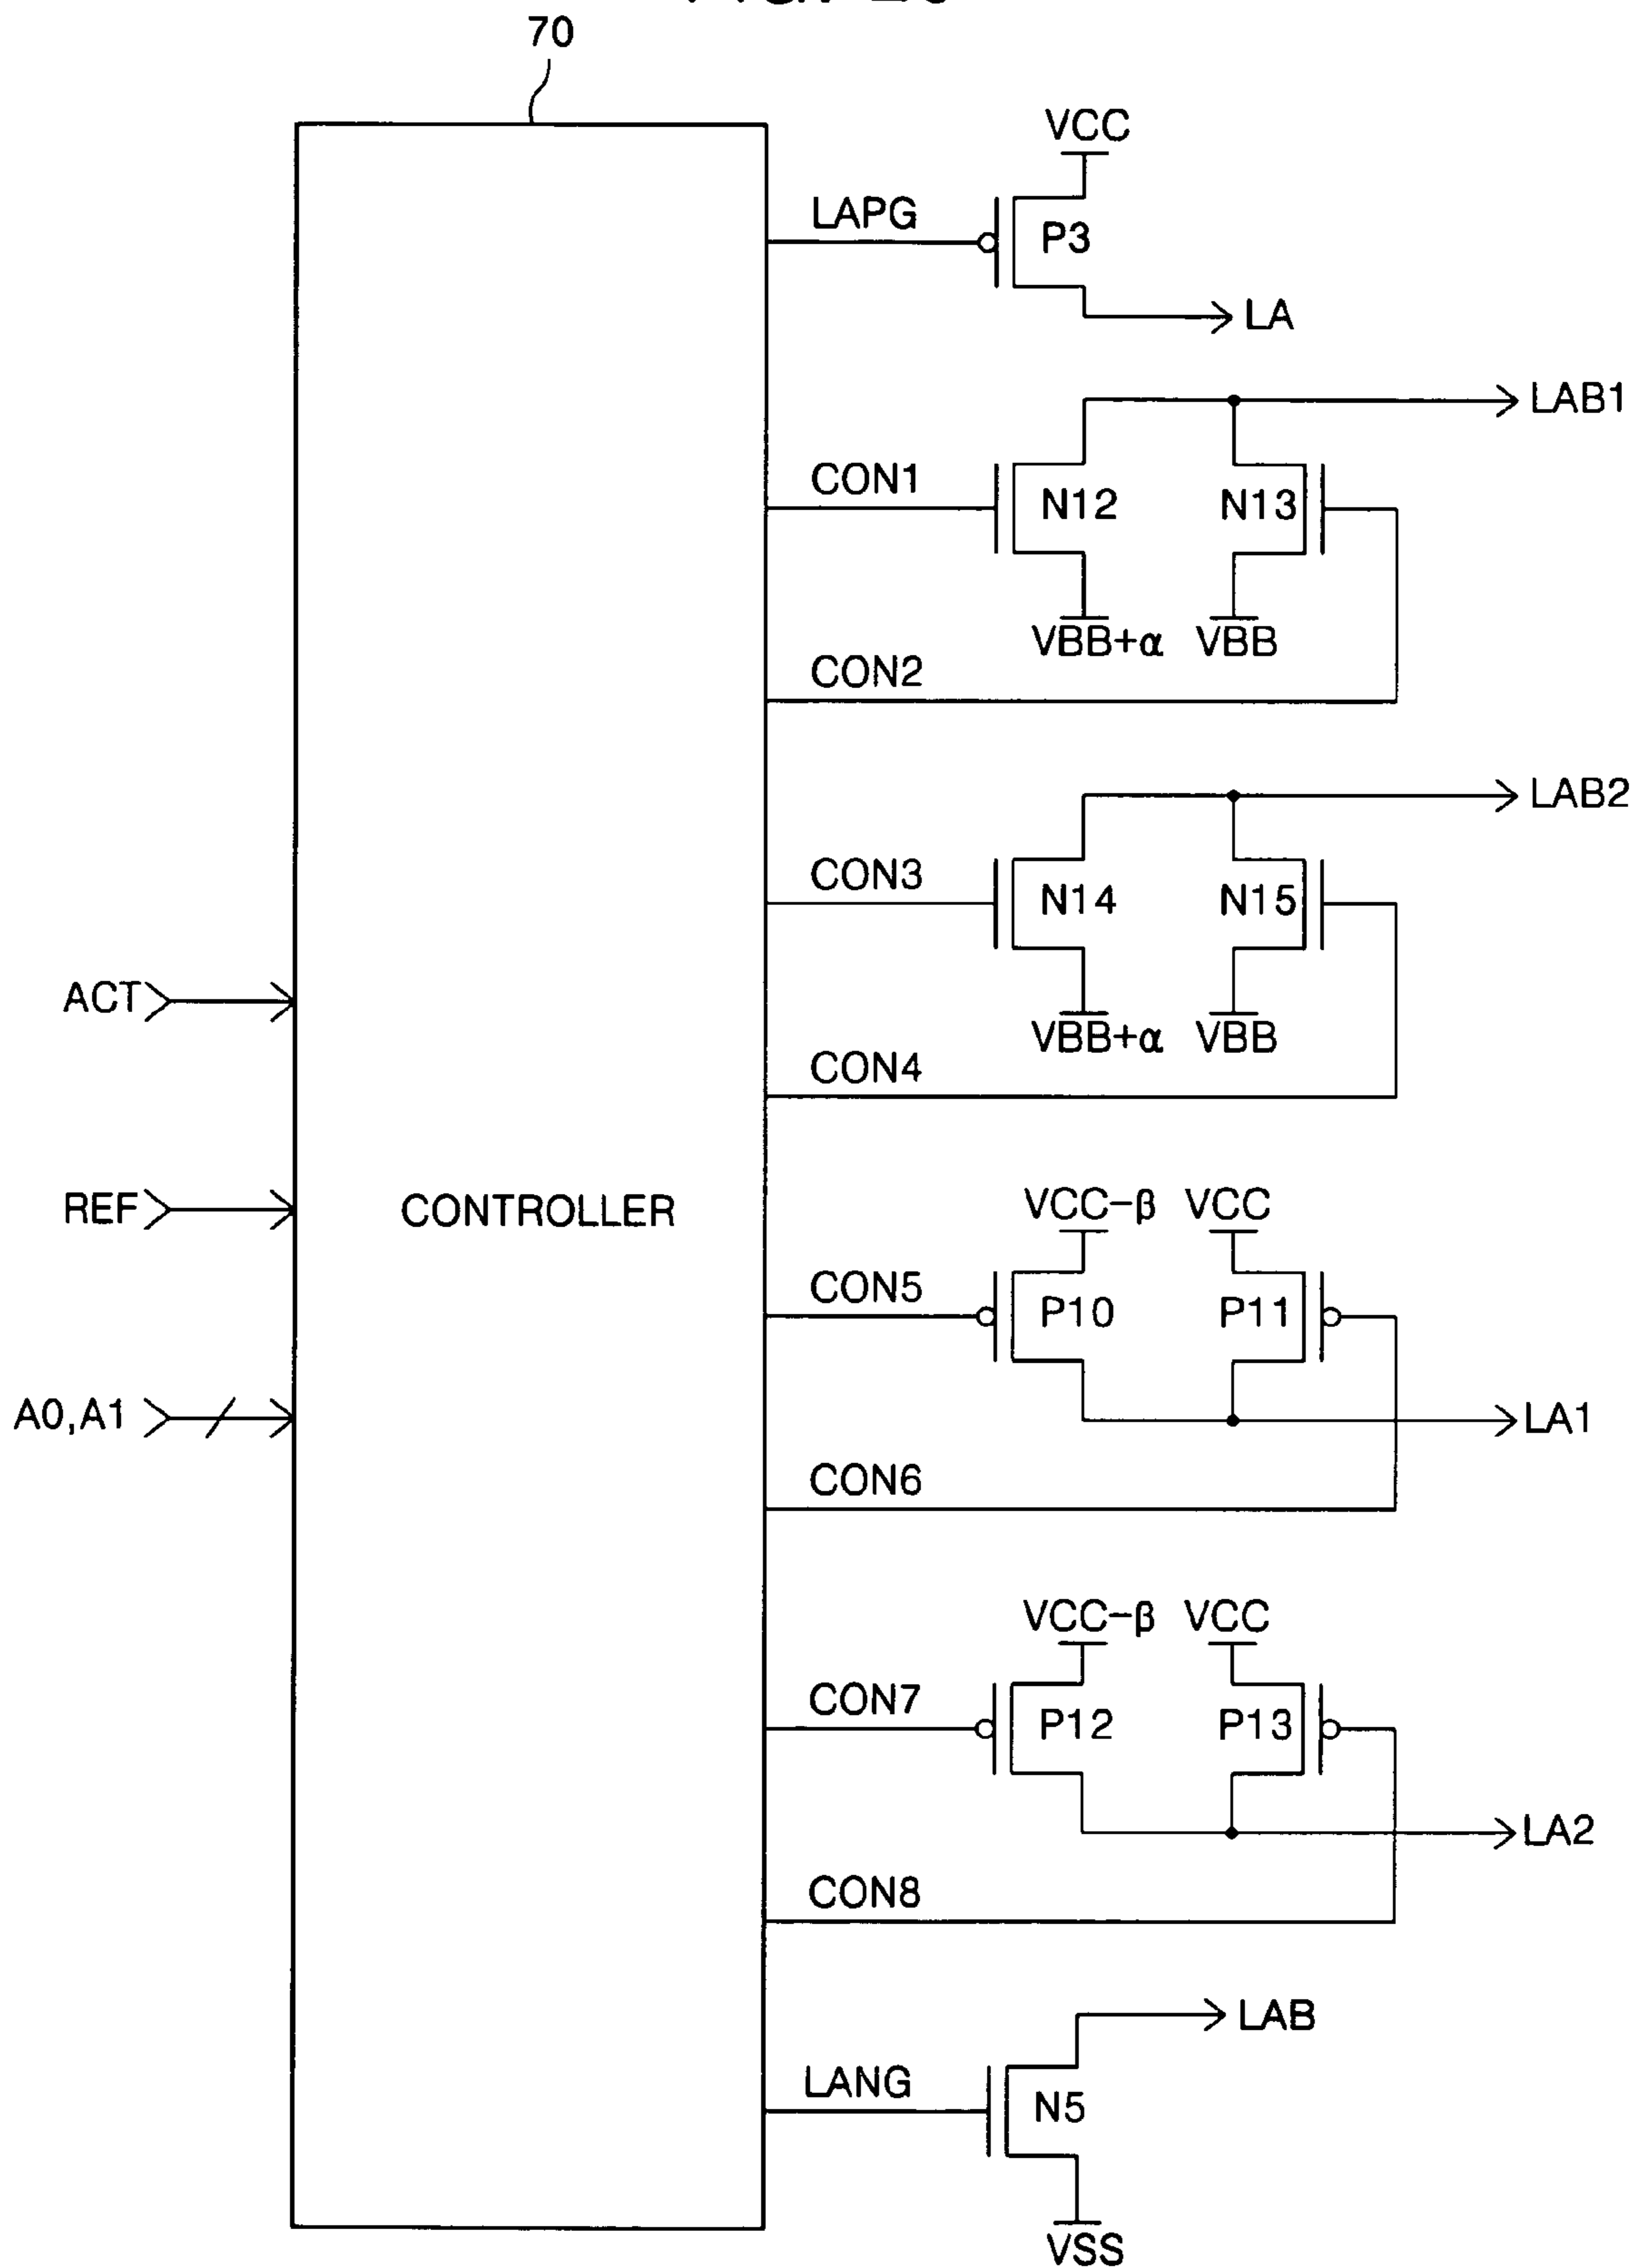 70
VCC
LAPG
P3
LA
LAB1
CON1
N12
N13
VBB+α
VBB
CON2
LAB2
CON3
N14
N15
VBB+α
VBB
CON4
ACT
REF
CONTROLLER
A0,A1
VCC-β
VCC
CON5
P10
P11
LA1
CON6
VCC-β
VCC
CON7
P12
P13
LA2
CON8
LAB
LANG
N5
VSS